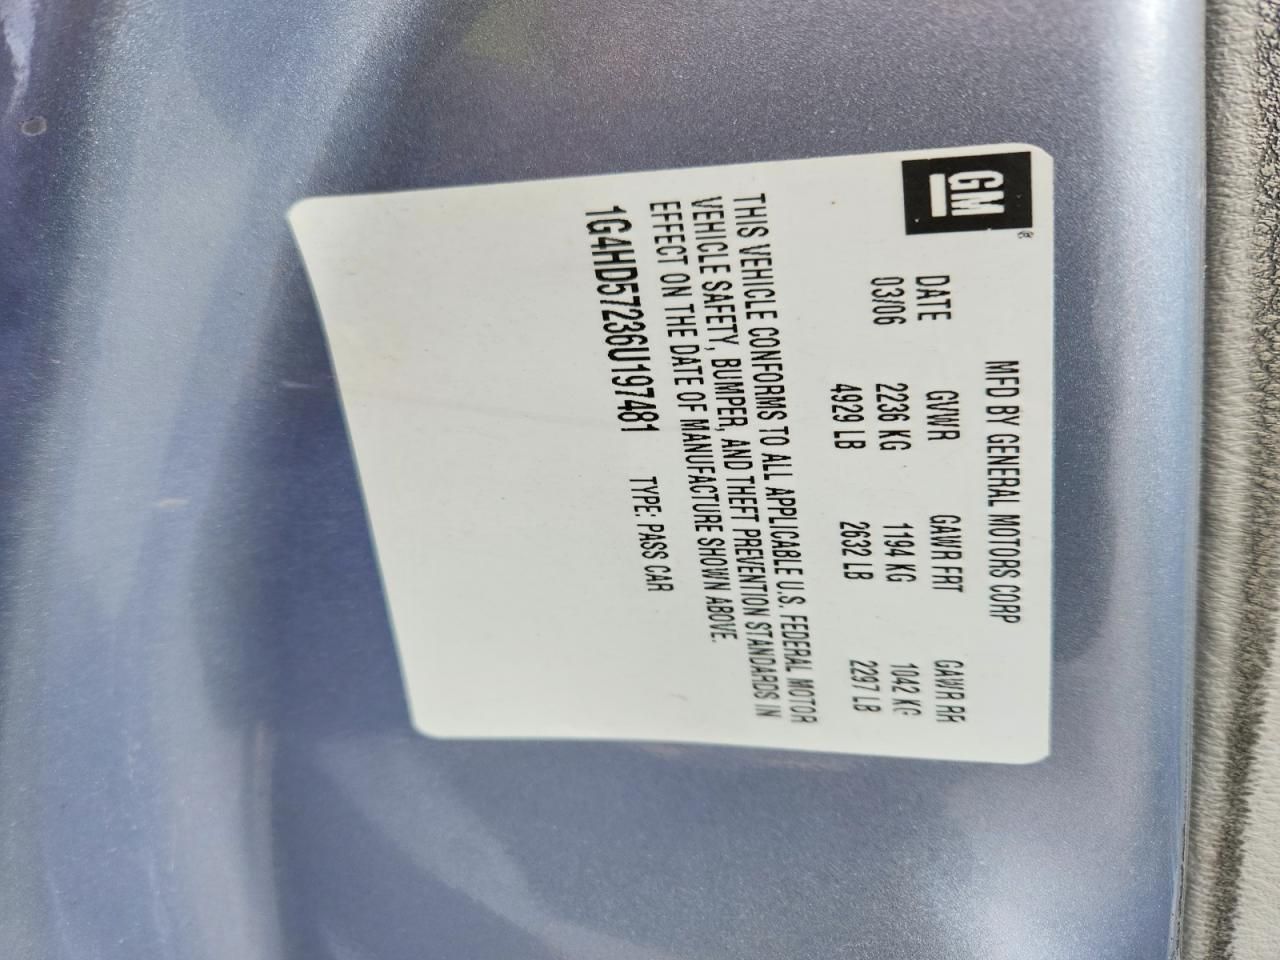 GM®
MFD BY GENERAL MOTORS CORP
DATE GVWR GAWR FRT GAWR RR
03/06 2236 KG 1194 KG 1042 KG
4929 LB 2632 LB 2297 LB
THIS VEHICLE CONFORMS TO ALL APPLICABLE U.S. FEDERAL MOTOR
VEHICLE SAFETY, BUMPER, AND THEFT PREVENTION STANDARDS IN
EFFECT ON THE DATE OF MANUFACTURE SHOWN ABOVE.
1G4HD57236U197481 TYPE: PASS CAR